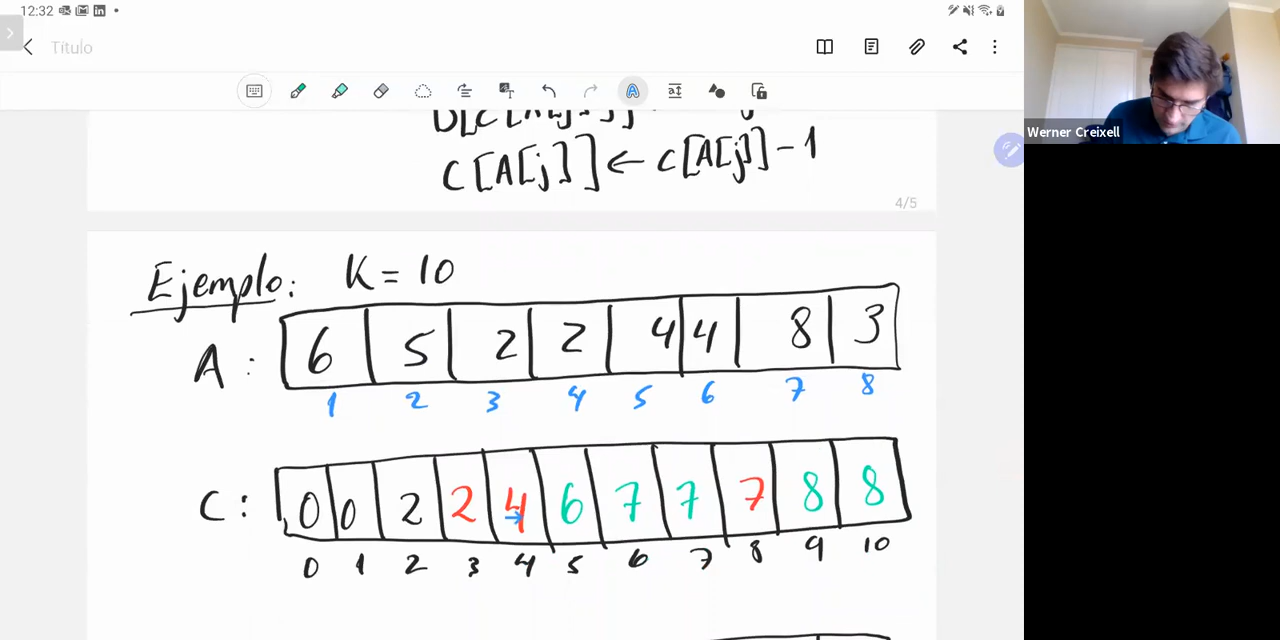 12:32
Título
C[A[j]] ← C[A[j]] - 1
4/5
Ejemplo: K = 10
A: 6 5 2 2 4 4 8 3
1 2 3 4 5 6 7 8
C: 0 0 2 2 4 6 7 7 7 8 8
0 1 2 3 4 5 6 7 8 9 10
Werner Creixell